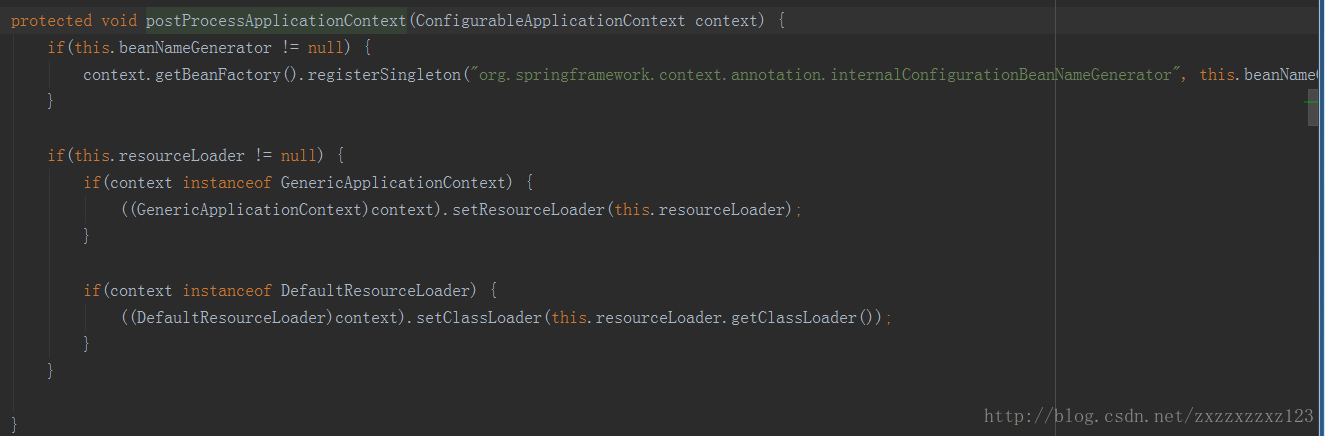 protected void postProcessApplicationContext(ConfigurableApplicationContext context) {
    if(this.beanNameGenerator != null) {
        context.getBeanFactory().registerSingleton("org.springframework.context.annotation.internalConfigurationBeanNameGenerator", this.beanName
    }
    if(this.resourceLoader != null) {
        if(context instanceof GenericApplicationContext) {
            ((GenericApplicationContext)context).setResourceLoader(this.resourceLoader);
        }
        if(context instanceof DefaultResourceLoader) {
            ((DefaultResourceLoader)context).setClassLoader(this.resourceLoader.getClassLoader());
        }
    }
}
http://blog.csdn.net/zxzzxzzxz123